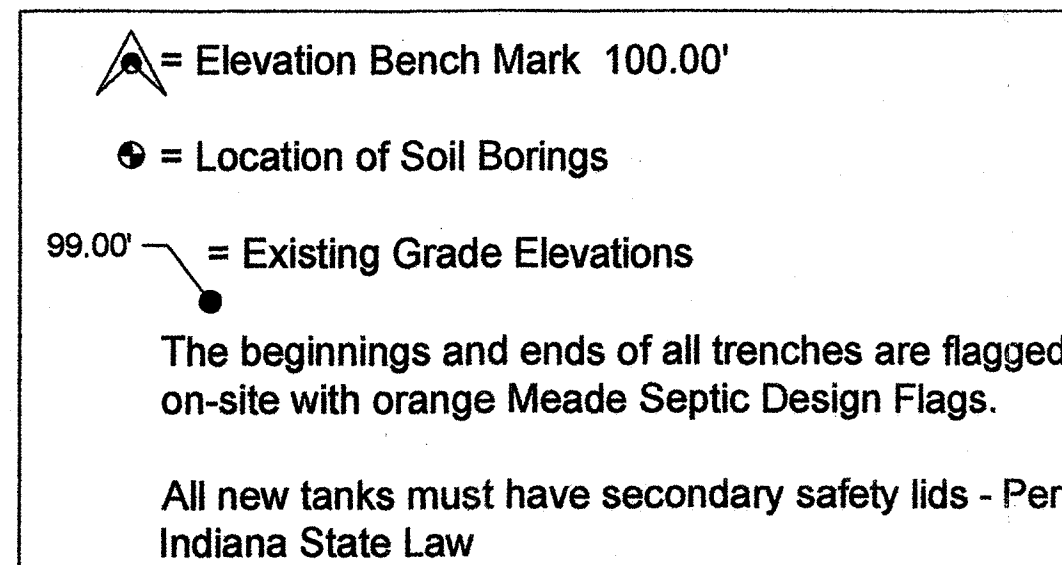 = Elevation Bench Mark 100.00'
= Location of Soil Borings
99.00' = Existing Grade Elevations
The beginnings and ends of all trenches are flagged
on-site with orange Meade Septic Design Flags.
All new tanks must have secondary safety lids - Per
Indiana State Law